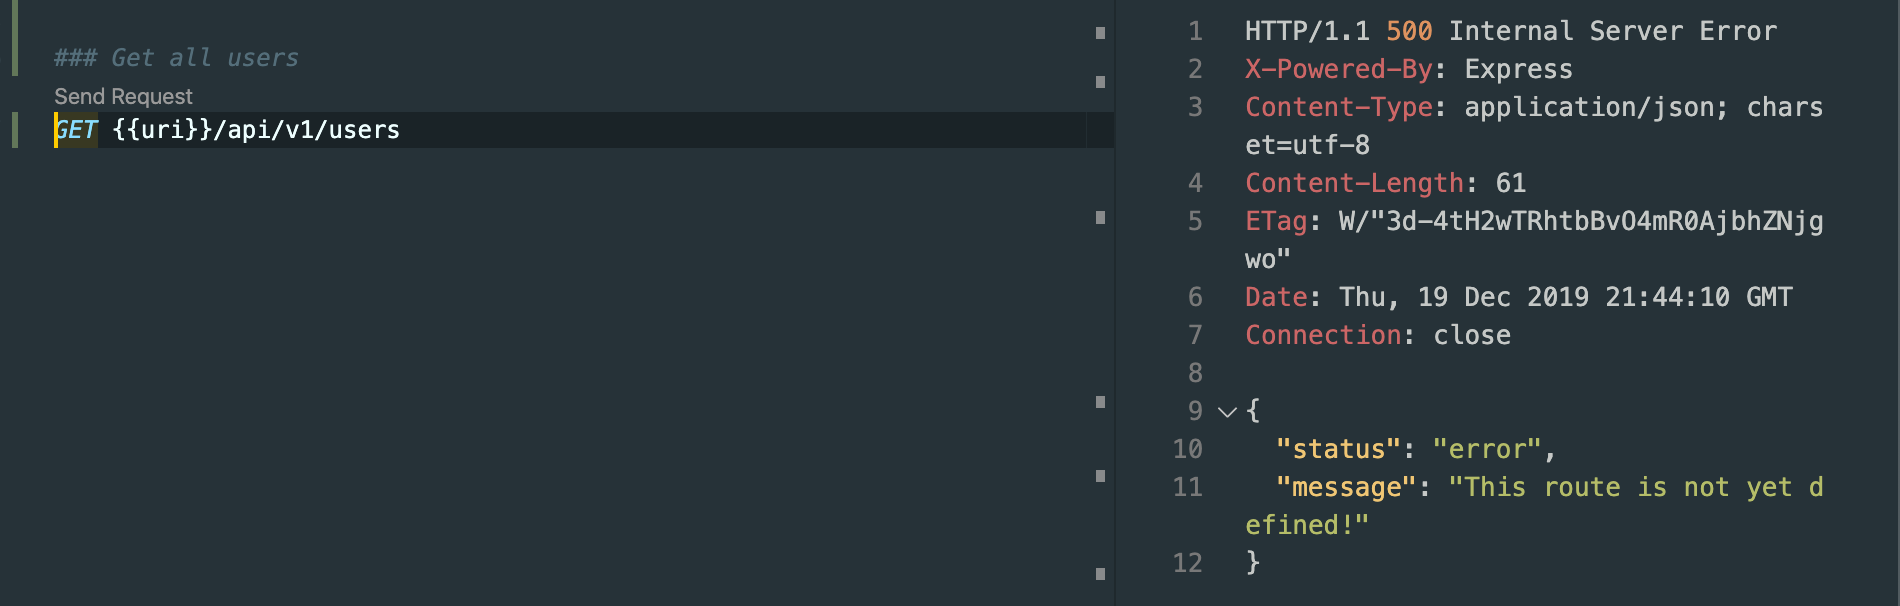 ### Get all users
Send Request
GET {{uri}}/api/v1/users
1 HTTP/1.1 500 Internal Server Error
2 X-Powered-By: Express
3 Content-Type: application/json; chars
et=utf-8
4 Content-Length: 61
5 ETag: W/"3d-4tH2wTRhtbBvO4mR0AjbhZNjg
wo"
6 Date: Thu, 19 Dec 2019 21:44:10 GMT
7 Connection: close
8
9 {
10 "status": "error",
11 "message": "This route is not yet d
efined!"
12 }